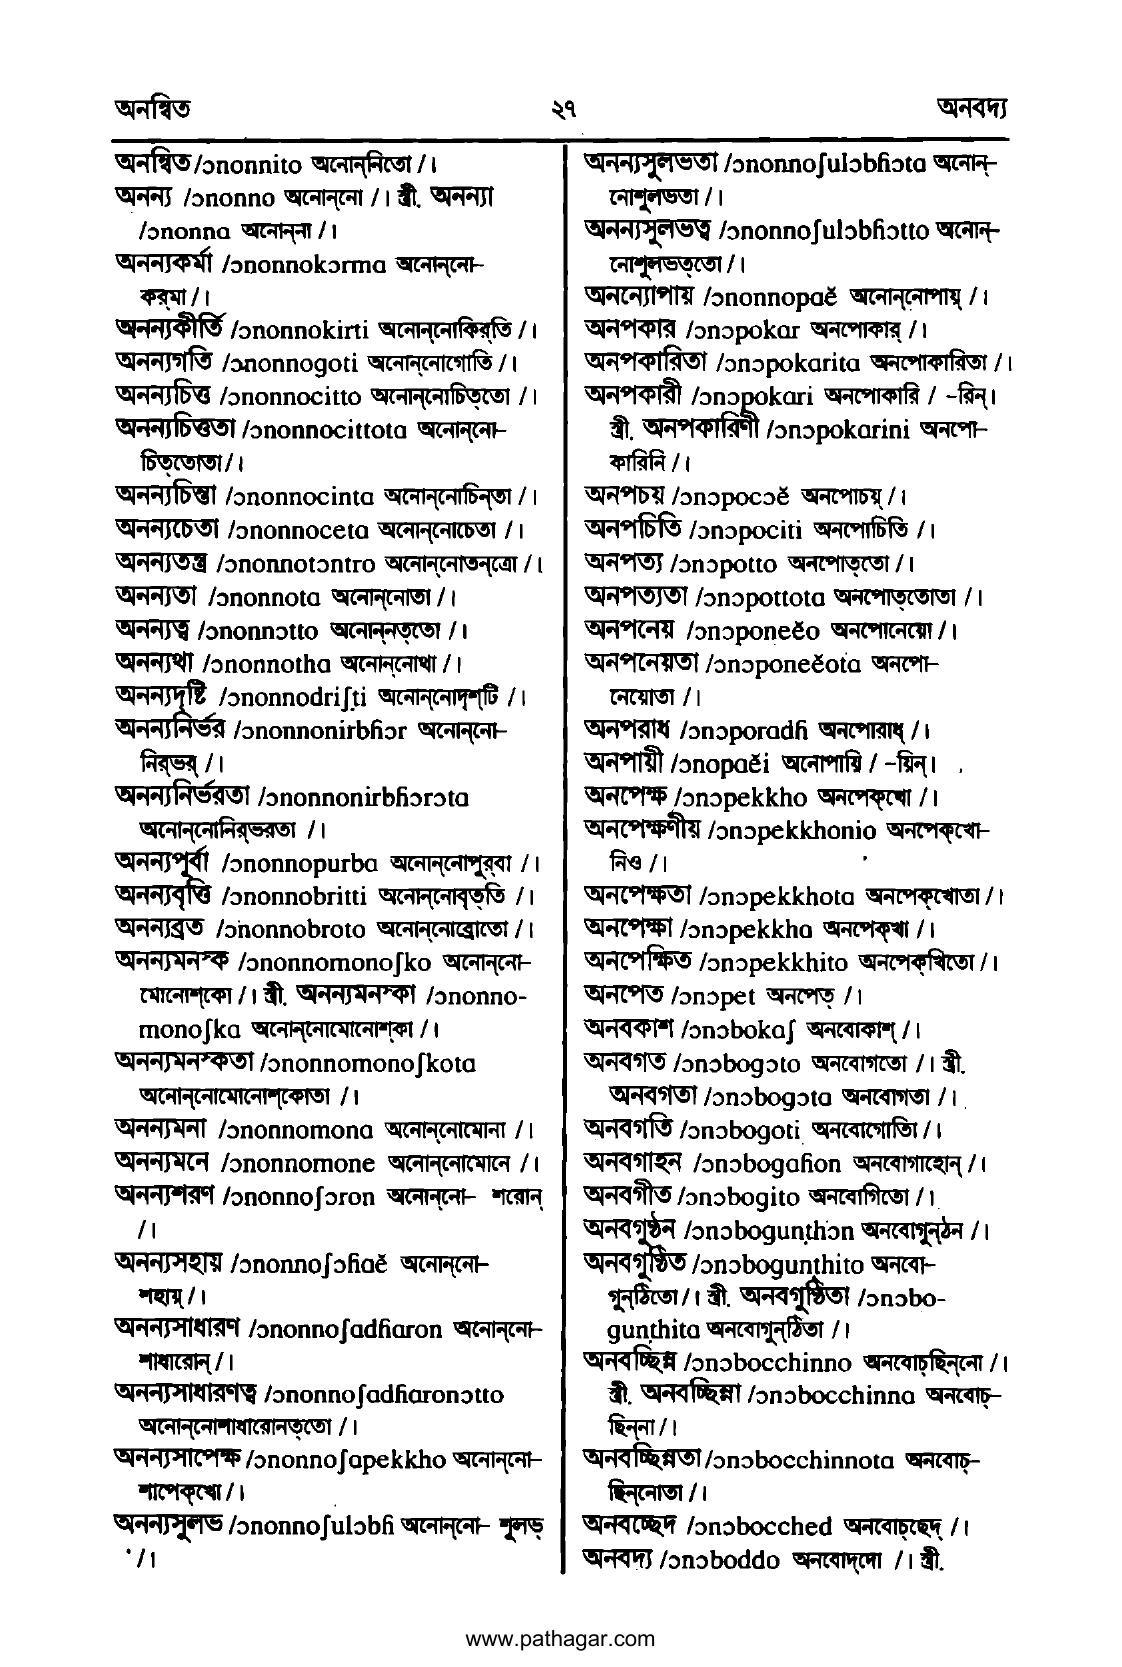 অনন্বিত
২৭
অনবদ্য
অনন্বিত /ɔnonnito অনোন্‌নিতো /।
অনন্য /ɔnonno অনোন্‌নো /। স্ত্রী. অনন্যা
/ɔnonna অনোন্‌না /।
অনন্যকর্মা /ɔnonnokɔrma অনোন্‌নো–
কর্‌মা /।
অনন্যকীর্তি /ɔnonnokirti অনোন্‌নোকির্‌তি /।
অনন্যগতি /ɔnonnogoti অনোন্‌নোগোতি /।
অনন্যচিত্ত /ɔnonnocitto অনোন্‌নোচিত্‌তো /।
অনন্যচিত্ততা /ɔnonnocittota অনোন্‌নো–
চিত্‌তোতা /।
অনন্যচিন্তা /ɔnonnocinta অনোন্‌নোচিন্‌তা /।
অনন্যচেতা /ɔnonnoceta অনোন্‌নোচেতা /।
অনন্যতন্ত্র /ɔnonnotɔntro অনোন্‌নোতন্‌ত্রো /।
অনন্যতা /ɔnonnota অনোন্‌নোতা /।
অনন্যত্ব /ɔnonnɔtto অনোন্‌নত্‌তো /।
অনন্যথা /ɔnonnotha অনোন্‌নোথা /।
অনন্যদৃষ্টি /ɔnonnodriʃṭi অনোন্‌নোদৃশ্‌টি /।
অনন্যনির্ভর /ɔnonnonirbɦɔr অনোন্‌নো–
নির্‌ভর্‌ /।
অনন্যনির্ভরতা /ɔnonnonirbɦɔrɔta
অনোন্‌নোনির্‌ভরতা /।
অনন্যপূর্বা /ɔnonnopurba অনোন্‌নোপুর্‌বা /।
অনন্যবৃত্তি /ɔnonnobritti অনোন্‌নোবৃত্‌তি /।
অনন্যব্রত /ɔnonnobroto অনোন্‌নোব্রোতো /।
অনন্যমনস্ক /ɔnonnomonoʃko অনোন্‌নো–
মোনোশ্‌কো /। স্ত্রী. অনন্যমনস্কা /ɔnonno-
monoʃka অনোন্‌নোমোনোশ্‌কা /।
অনন্যমনস্কতা /ɔnonnomonoʃkota
অনোন্‌নোমোনোশ্‌কোতা /।
অনন্যমনা /ɔnonnomona অনোন্‌নোমোনা /।
অনন্যমনে /ɔnonnomone অনোন্‌নোমোনে /।
অনন্যশরণ /ɔnonnoʃɔron অনোন্‌নো– শরোন্‌
/।
অনন্যসহায় /ɔnonnoʃɔɦaĕ অনোন্‌নো–
শহায়্‌ /।
অনন্যসাধারণ /ɔnonnoʃadɦaron অনোন্‌নো–
শাধারোন্‌ /।
অনন্যসাধারণত্ব /ɔnonnoʃadɦaronɔtto
অনোন্‌নোশাধারোনত্‌তো /।
অনন্যসাপেক্ষ /ɔnonnoʃapekkho অনোন্‌নো–
শাপেক্‌খো /।
অনন্যসুলভ /ɔnonnoʃulɔbɦ অনোন্‌নো– শুলভ্‌
/।
অনন্যসুলভতা /ɔnonnoʃulɔbɦɔta অনোন্‌–
নোশুলভতা /।
অনন্যসুলভত্ব /ɔnonnoʃulɔbɦɔtto অনোন্‌–
নোশুলভত্‌তো /।
অনন্যোপায় /ɔnonnopaĕ অনোন্‌নোপায়্‌ /।
অনপকার /ɔnɔpokar অনপোকার্‌ /।
অনপকারিতা /ɔnɔpokarita অনপোকারিতা /।
অনপকারী /ɔnɔpokari অনপোকারি / -রিন্‌।
স্ত্রী. অনপকারিণী /ɔnɔpokarini অনপো–
কারিনি /।
অনপচয় /ɔnɔpocɔĕ অনপোচয়্‌ /।
অনপচিতি /ɔnɔpociti অনপোচিতি /।
অনপত্য /ɔnɔpotto অনপোত্‌তো /।
অনপত্যতা /ɔnɔpottota অনপোত্‌তোতা /।
অনপনেয় /ɔnɔponeĕo অনপোনেয়ো /।
অনপনেয়তা /ɔnɔponeĕota অনপো–
নেয়োতা /।
অনপরাধ /ɔnɔporadɦ অনপোরাধ্‌ /।
অনপায়ী /ɔnopaĕi অনোপায়ি / -য়িন্‌।
অনপেক্ষ /ɔnɔpekkho অনপেক্‌খো /।
অনপেক্ষণীয় /ɔnɔpekkhonio অনপেক্‌খো–
নিও /।
অনপেক্ষতা /ɔnɔpekkhota অনপেক্‌খোতা /।
অনপেক্ষা /ɔnɔpekkha অনপেক্‌খা /।
অনপেক্ষিত /ɔnɔpekkhito অনপেক্‌খিতো /।
অনপেত /ɔnɔpet অনপেত্‌ /।
অনবকাশ /ɔnɔbokaʃ অনবোকাশ্‌ /।
অনবগত /ɔnɔbogɔto অনবোগতো /। স্ত্রী.
অনবগতা /ɔnɔbogɔta অনবোগতা /।
অনবগতি /ɔnɔbogoti অনবোগোতি /।
অনবগাহন /ɔnɔbogaɦon অনবোগাহোন্‌ /।
অনবগীত /ɔnɔbogito অনবোগিতো /।
অনবগুণ্ঠন /ɔnɔboguṇṭhɔn অনবোগুন্‌ঠন /।
অনবগুণ্ঠিত /ɔnɔboguṇṭhito অনবো–
গুন্‌ঠিতো /। স্ত্রী. অনবগুণ্ঠিতা /ɔnɔbo-
guṇṭhita অনবোগুন্‌ঠিতা /।
অনবচ্ছিন্ন /ɔnɔbocchinno অনবোচ্‌ছিন্‌নো /।
স্ত্রী. অনবচ্ছিন্না /ɔnɔbocchinna অনবোচ্‌–
ছিন্‌না /।
অনবচ্ছিন্নতা /ɔnɔbocchinnota অনবোচ্‌–
ছিন্‌নোতা /।
অনবচ্ছেদ /ɔnɔbocched অনবোচ্‌ছেদ্‌ /।
অনবদ্য /ɔnɔboddo অনবোদ্‌দো /। স্ত্রী.
www.pathagar.com